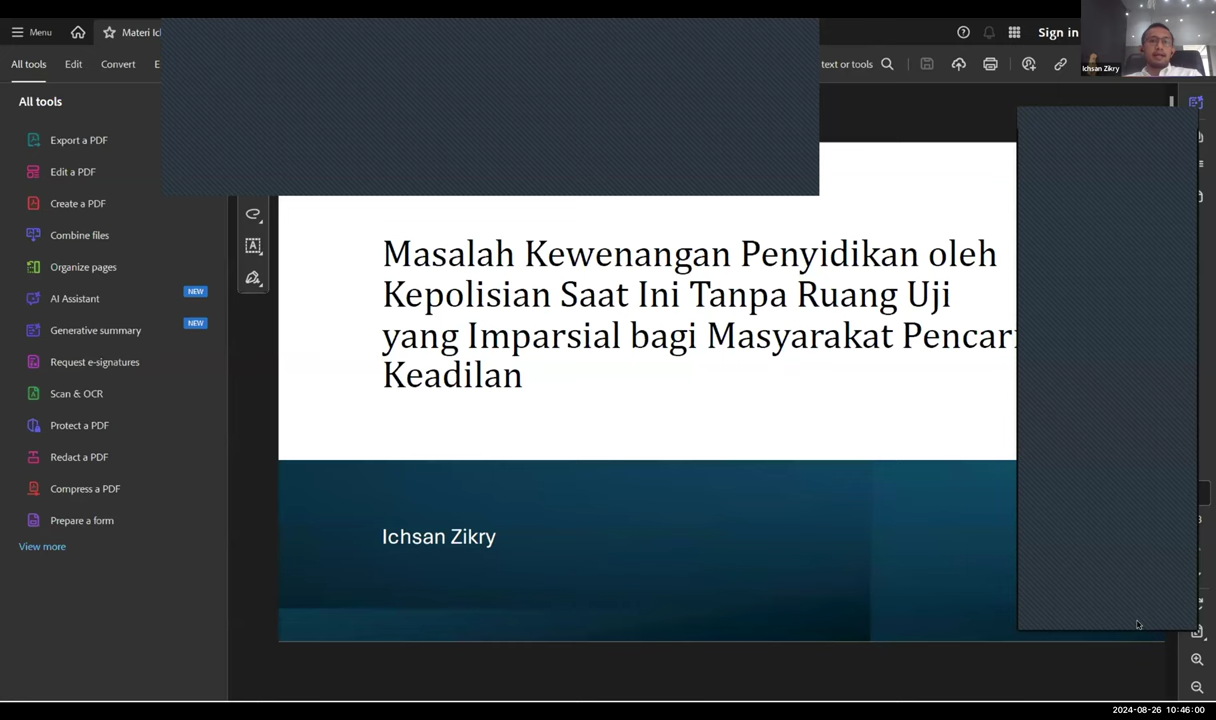 Menu
Sign in
Ichsan Zikry
All tools
Edit
Convert
text or tools
All tools
Export a PDF
Edit a PDF
Create a PDF
Combine files
Organize pages
AI Assistant NEW
Generative summary NEW
Request e-signatures
Scan & OCR
Protect a PDF
Redact a PDF
Compress a PDF
Prepare a form
View more
Masalah Kewenangan Penyidikan oleh
Kepolisian Saat Ini Tanpa Ruang Uji
yang Imparsial bagi Masyarakat Pencari
Keadilan
Ichsan Zikry
2024-08-26 10:46:00